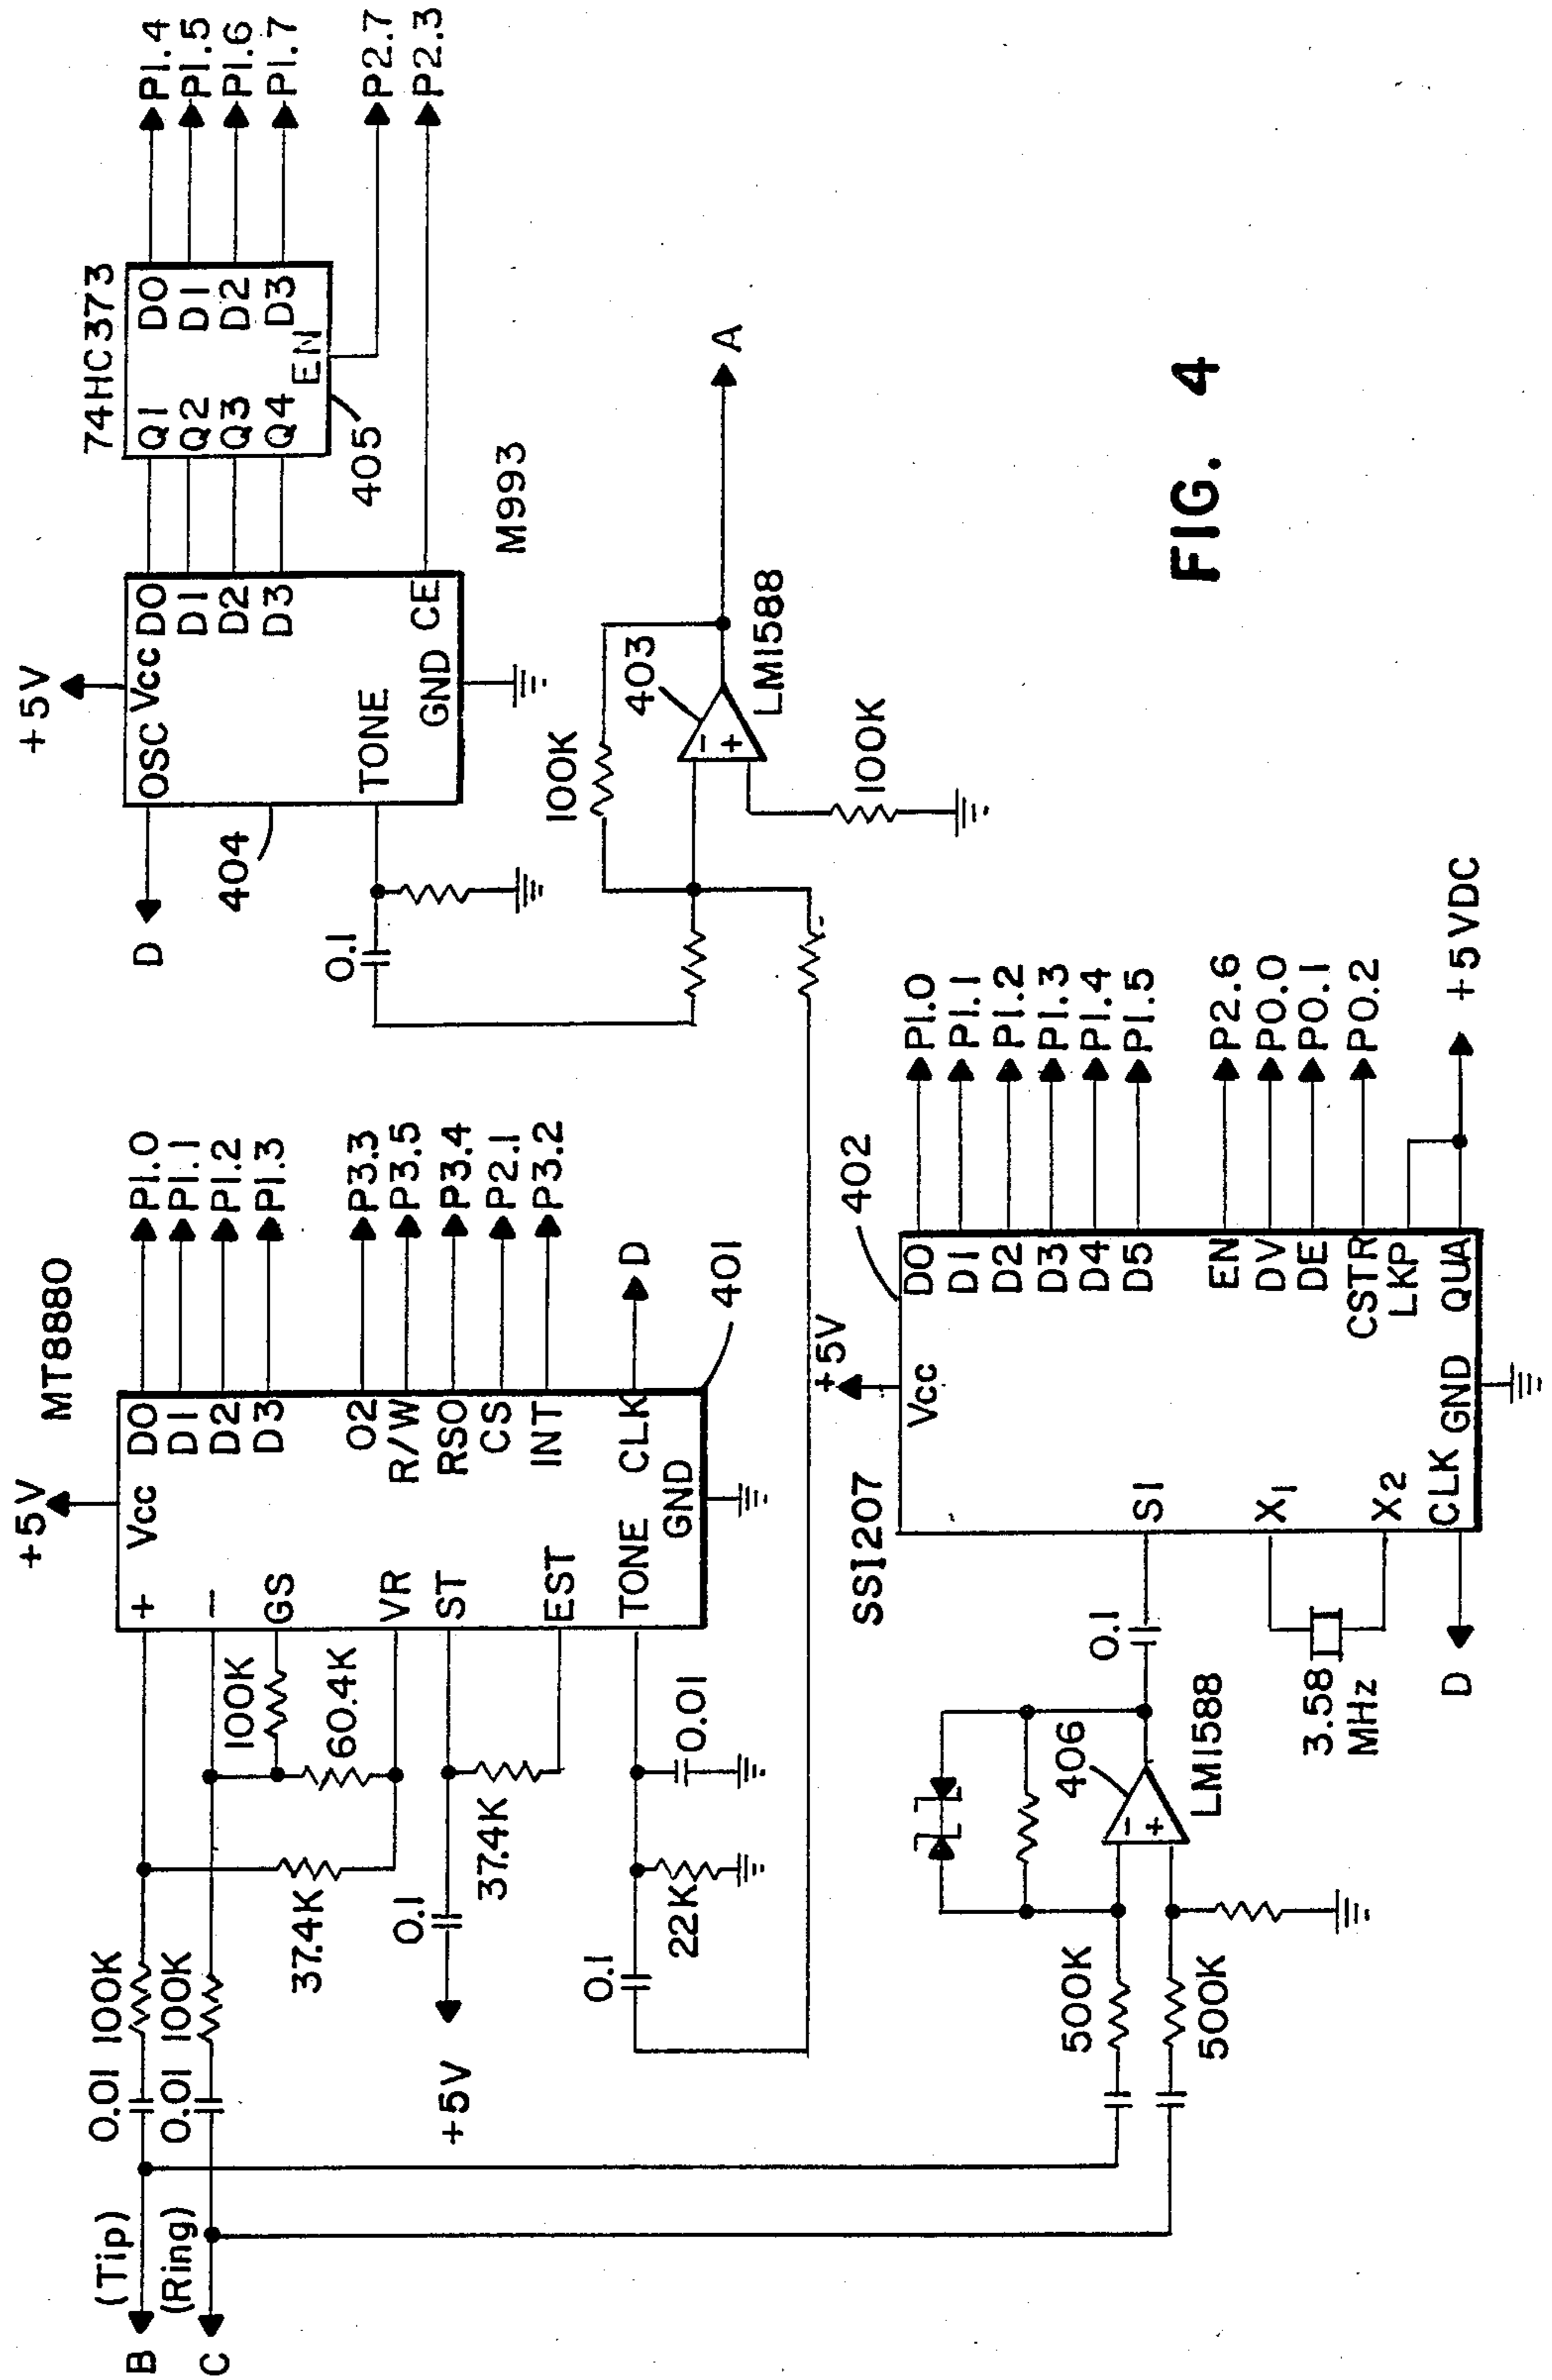 B
(Tip)
C
(Ring)
0.01 100K
0.01 100K
37.4K
100K
60.4K
0.1
+5V
37.4K
0.1
22K
0.01
MT8880
+5V
Vcc
+
-
GS
VR
ST
EST
TONE
GND
D0
D1
D2
D3
O2
R/W
RSO
CS
INT
CLK
P1.0
P1.1
P1.2
P1.3
P3.3
P3.5
P3.4
P2.1
P3.2
D
401
+5V
OSC Vcc
D
404
TONE
GND
CE
D0
D1
D2
D3
M993
0.1
74HC373
Q1
Q2
Q3
Q4
D0
D1
D2
D3
EN
405
P1.4
P1.5
P1.6
P1.7
P2.7
P2.3
100K
403
-
+
LM1588
100K
A
500K
500K
406
-
+
LM1588
0.1
3.58
MHz
D
SSI207
+5V
Vcc
402
SI
X1
X2
CLK
GND
D0
D1
D2
D3
D4
D5
EN
DV
DE
CSTR
LKP
QUA
P1.0
P1.1
P1.2
P1.3
P1.4
P1.5
P2.6
P0.0
P0.1
P0.2
+5VDC
FIG. 4